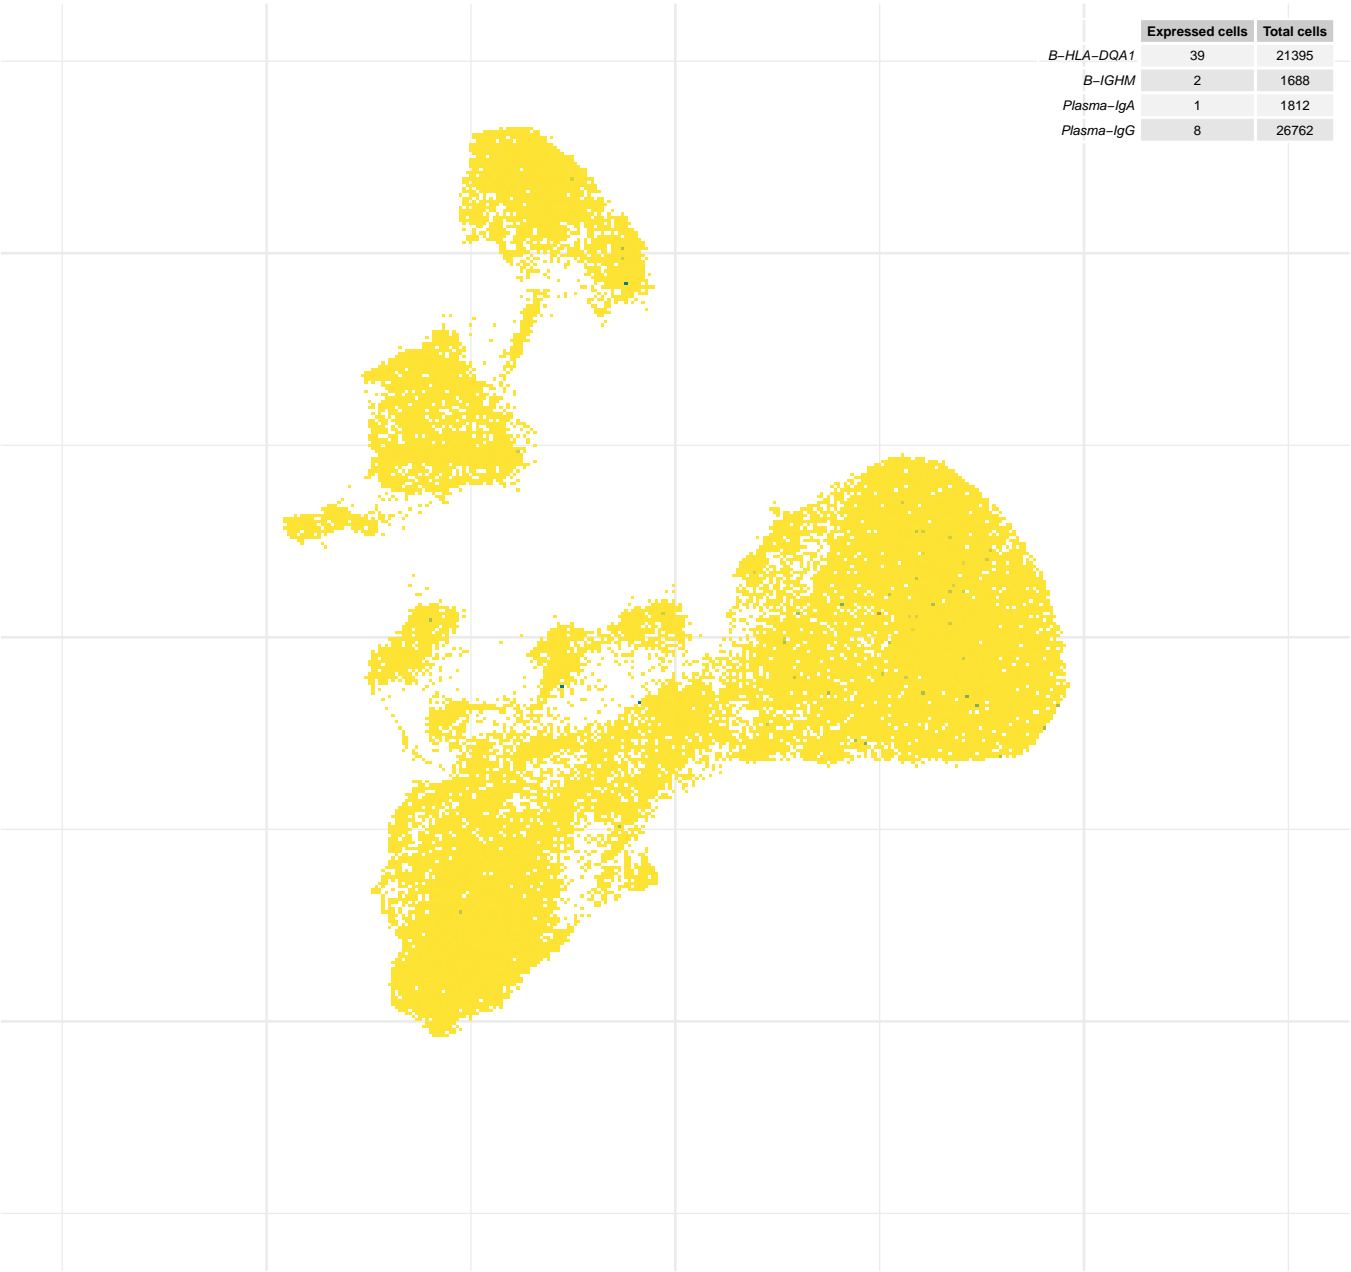 Expressed cells Total cells
B−HLA−DQA1 39 21395
B−IGHM 2 1688
Plasma−IgA 1 1812
Plasma−IgG 8 26762